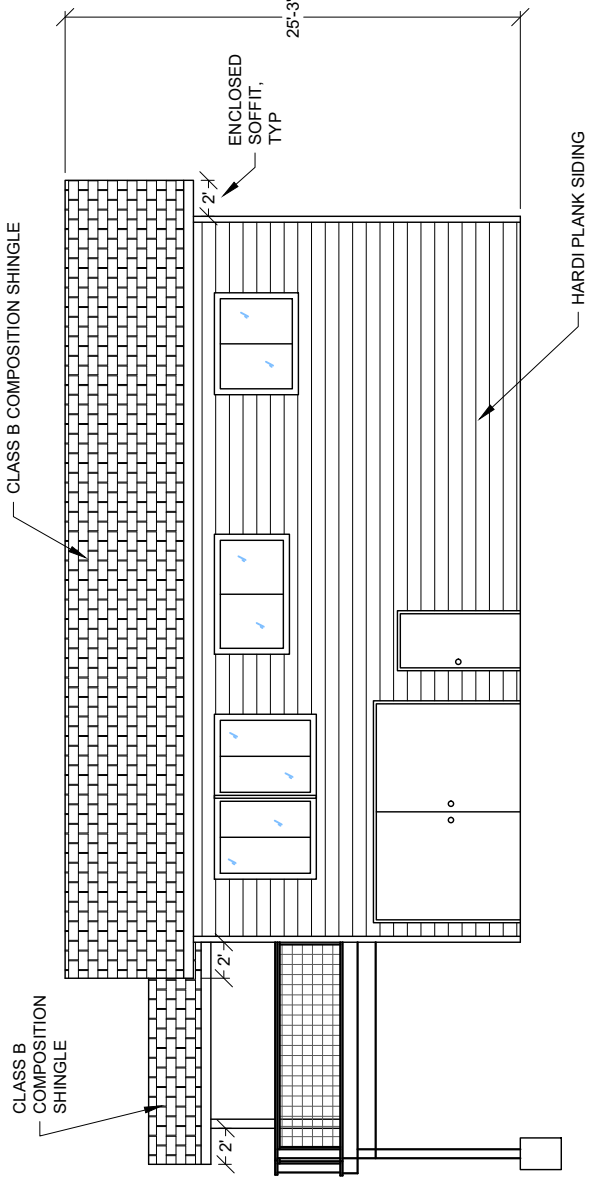 CLASS B COMPOSITION SHINGLE
25'-3"
ENCLOSED
SOFFIT,
TYP
2'
HARDI PLANK SIDING
CLASS B
COMPOSITION
SHINGLE
2'
2'